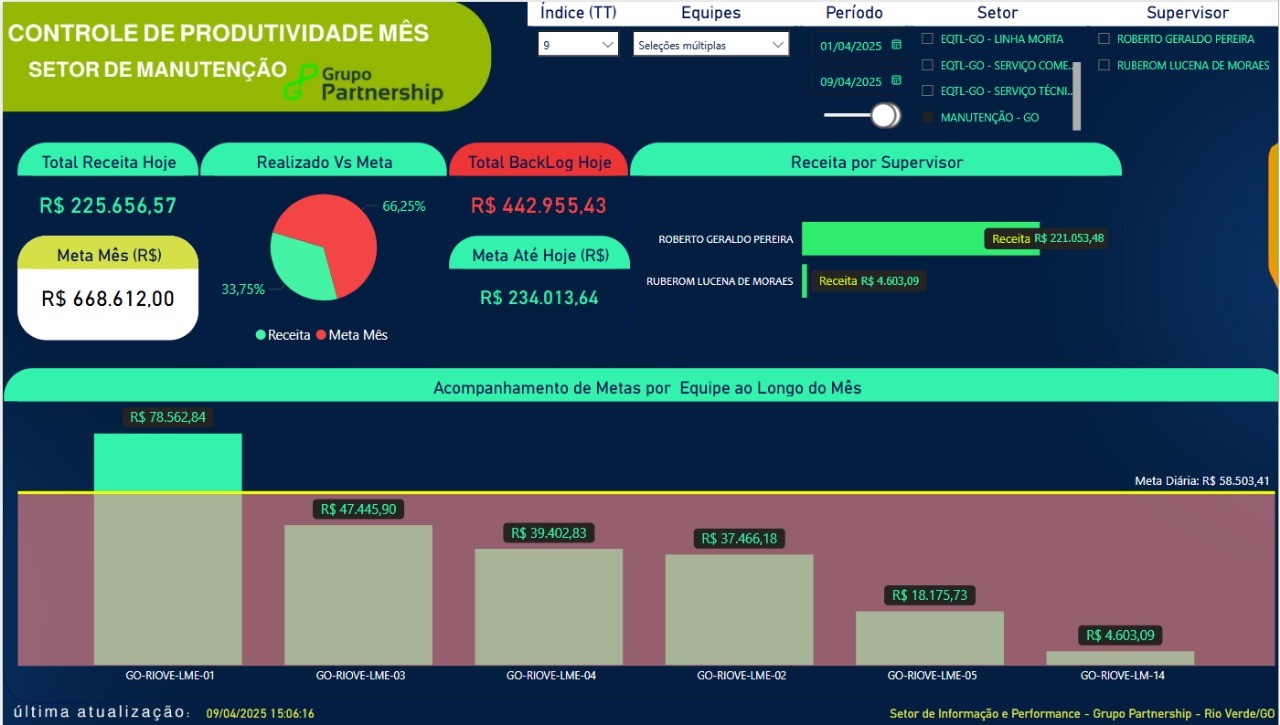 CONTROLE DE PRODUTIVIDADE MÊS
SETOR DE MANUTENÇÃO
Grupo
Partnership
Índice (TT)
9
Equipes
Seleções múltiplas
Período
01/04/2025
09/04/2025
Setor
EQTL-GO - LINHA MORTA
EQTL-GO - SERVIÇO COME...
EQTL-GO - SERVIÇO TÉCNI...
MANUTENÇÃO - GO
Supervisor
ROBERTO GERALDO PEREIRA
RUBEROM LUCENA DE MORAES
Total Receita Hoje
R$ 225.656,57
Meta Mês (R$)
R$ 668.612,00
Realizado Vs Meta
66,25%
33,75%
Receita
Meta Mês
Total BackLog Hoje
R$ 442.955,43
Meta Até Hoje (R$)
R$ 234.013,64
Receita por Supervisor
ROBERTO GERALDO PEREIRA
Receita R$ 221.053,48
RUBEROM LUCENA DE MORAES
Receita R$ 4.603,09
Acompanhamento de Metas por Equipe ao Longo do Mês
R$ 78.562,84
Meta Diária: R$ 58.503,41
R$ 47.445,90
R$ 39.402,83
R$ 37.466,18
R$ 18.175,73
R$ 4.603,09
GO-RIOVE-LME-01
GO-RIOVE-LME-03
GO-RIOVE-LME-04
GO-RIOVE-LME-02
GO-RIOVE-LME-05
GO-RIOVE-LM-14
última atualização: 09/04/2025 15:06:16
Setor de Informação e Performance - Grupo Partnership - Rio Verde/GO